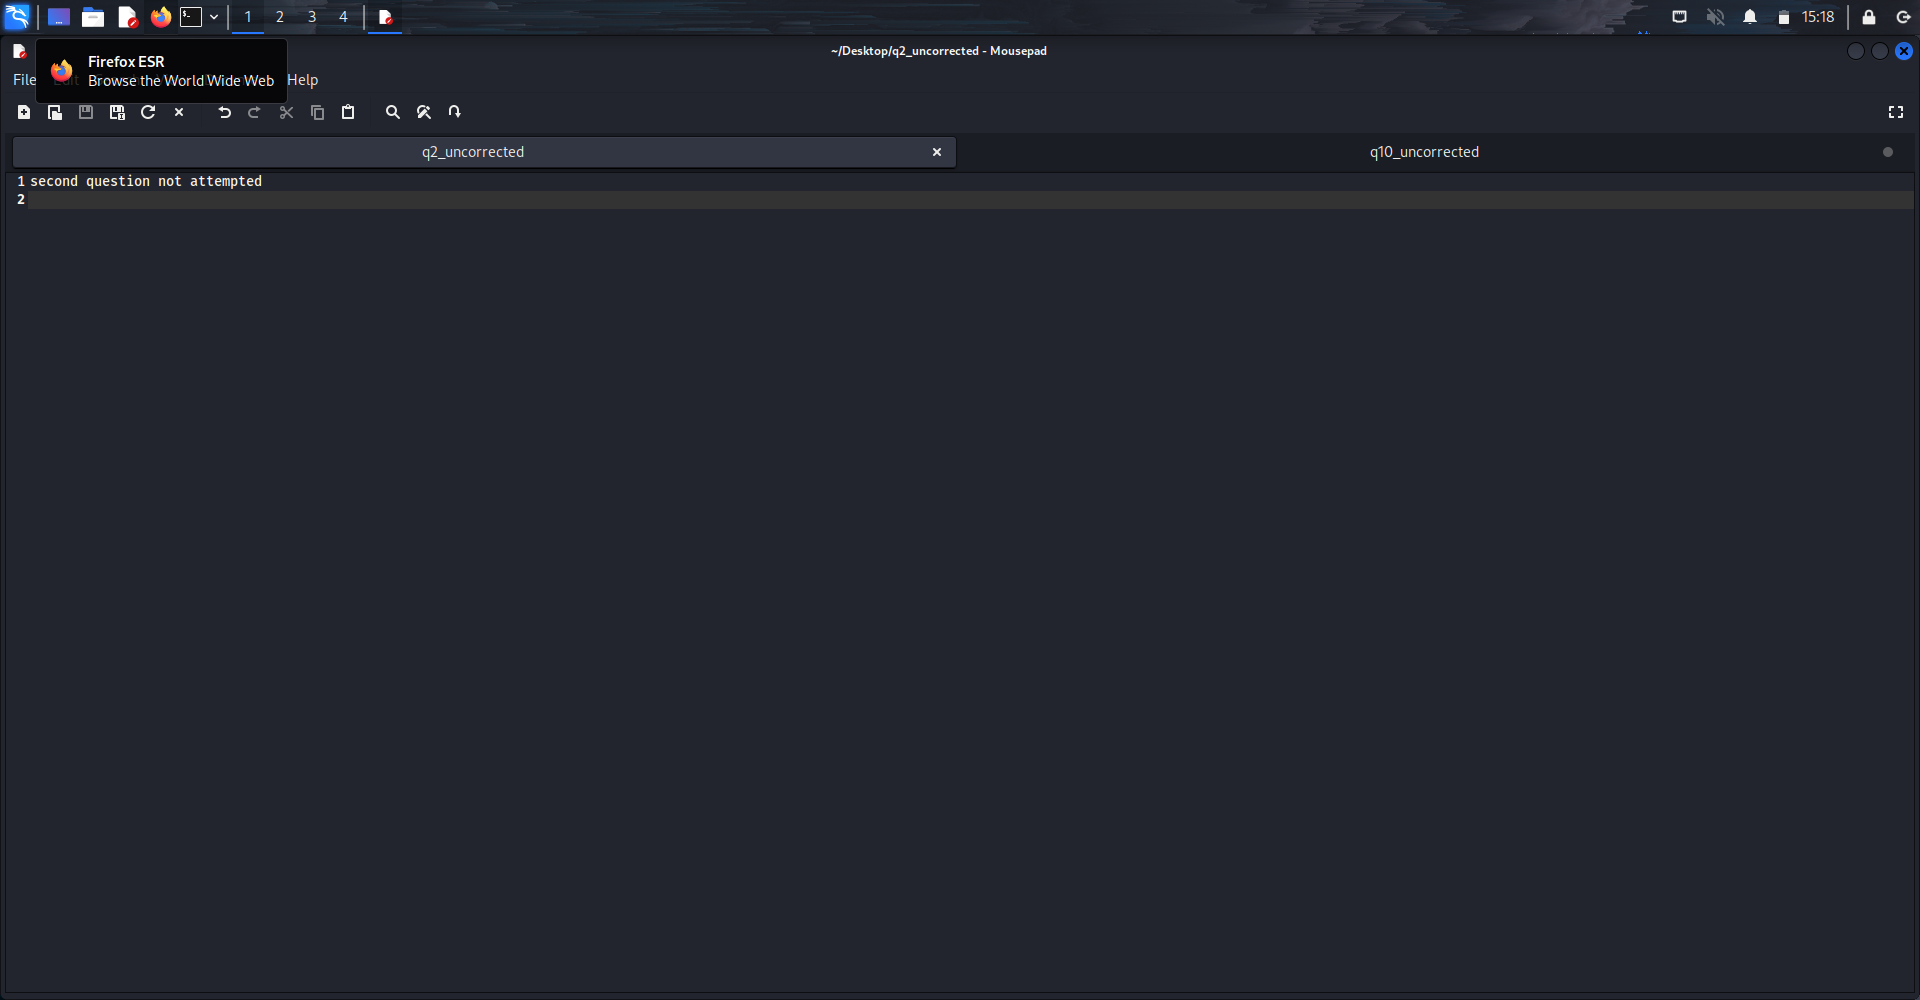 1 2 3 4 15:18
~/Desktop/q2_uncorrected - Mousepad
Firefox ESR
Browse the World Wide Web
File Edit Help
q2_uncorrected q10_uncorrected
1 second question not attempted
2